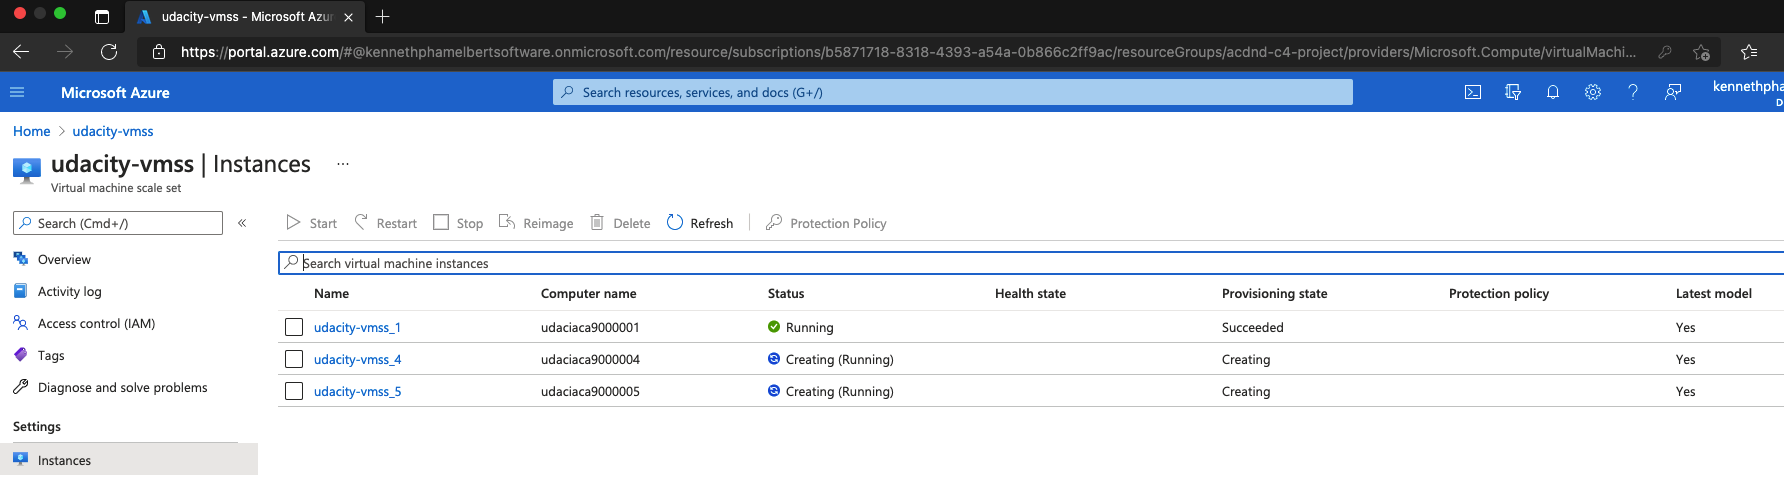 udacity-vmss - Microsoft Azur
https://portal.azure.com/#@kennethphamelbertsoftware.onmicrosoft.com/resource/subscriptions/b5871718-8318-4393-a54a-0b866c2ff9ac/resourceGroups/acdnd-c4-project/providers/Microsoft.Compute/virtualMachi...
Microsoft Azure
Search resources, services, and docs (G+/)
kennethpha
D
Home > udacity-vmss
udacity-vmss | Instances ...
Virtual machine scale set
Search (Cmd+/) «
Start Restart Stop Reimage Delete Refresh Protection Policy
Search virtual machine instances
Overview
Activity log
Access control (IAM)
Tags
Diagnose and solve problems
Settings
Instances
Name Computer name Status Health state Provisioning state Protection policy Latest model
udacity-vmss_1 udaciaca9000001 Running Succeeded Yes
udacity-vmss_4 udaciaca9000004 Creating (Running) Creating Yes
udacity-vmss_5 udaciaca9000005 Creating (Running) Creating Yes